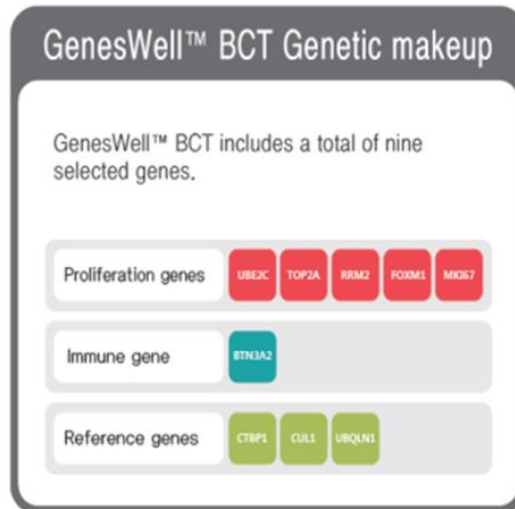 GenesWell™ BCT Genetic makeup
GenesWell™ BCT includes a total of nine
selected genes.
Proliferation genes UBE2C TOP2A RRM2 FOXM1 MKI67
Immune gene BTN3A2
Reference genes CTBP1 CUL1 UBQLN1